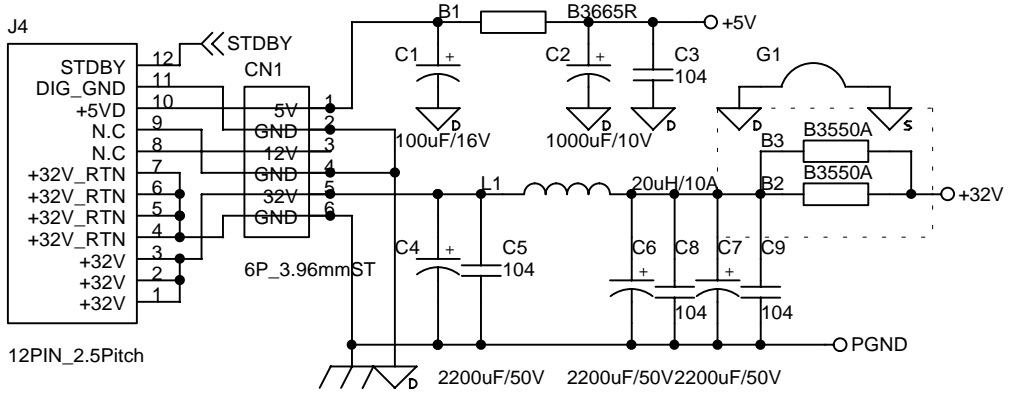 J4
STDBY 12
DIG_GND 11
+5VD 10
N.C 9
N.C 8
+32V_RTN 7
+32V_RTN 6
+32V_RTN 5
+32V_RTN 4
+32V 3
+32V 2
+32V 1
12PIN_2.5Pitch
STDBY
CN1
5V 1
GND 2
12V 3
GND 4
32V 5
GND 6
6P_3.96mmST
B1
B3665R
+5V
C1
+
D
100uF/16V
C2
+
D
1000uF/10V
C3
104
D
G1
D
S
B3
B3550A
B3550A
B2
+32V
L1
20uH/10A
C4
+
C5
104
C6
+
C8
104
C7
+
C9
104
PGND
D
2200uF/50V
2200uF/50V
2200uF/50V